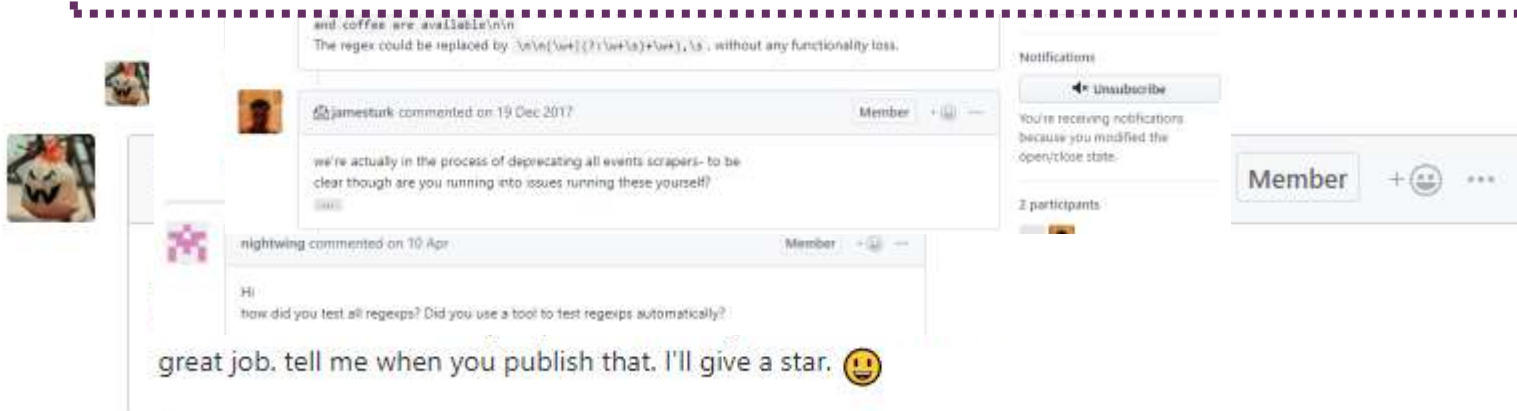 and coffee are available\n\n
The regex could be replaced by \n\n(\w+|(?:\w+\s)+\w+),\s . without any functionality loss.
Notifications
Unsubscribe
You're receiving notifications
because you modified the
open/close state.
2 participants
jamesturk commented on 19 Dec 2017
Member
we're actually in the process of deprecating all events scrapers- to be
clear though are you running into issues running these yourself?
...
Member
nightwing commented on 10 Apr
Member
Hi
how did you test all regexps? Did you use a tool to test regexps automatically?
great job. tell me when you publish that. I'll give a star. 😃